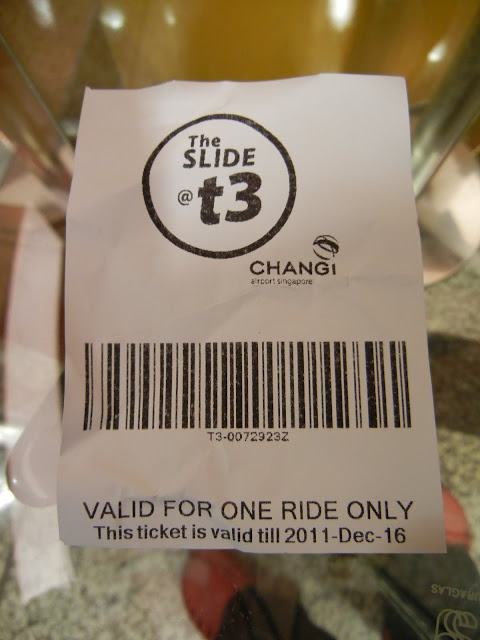 The
SLIDE
@t3
CHANGI
airport singapore
T3-0072923Z
VALID FOR ONE RIDE ONLY
This ticket is valid till 2011-Dec-16
DURAGLAS